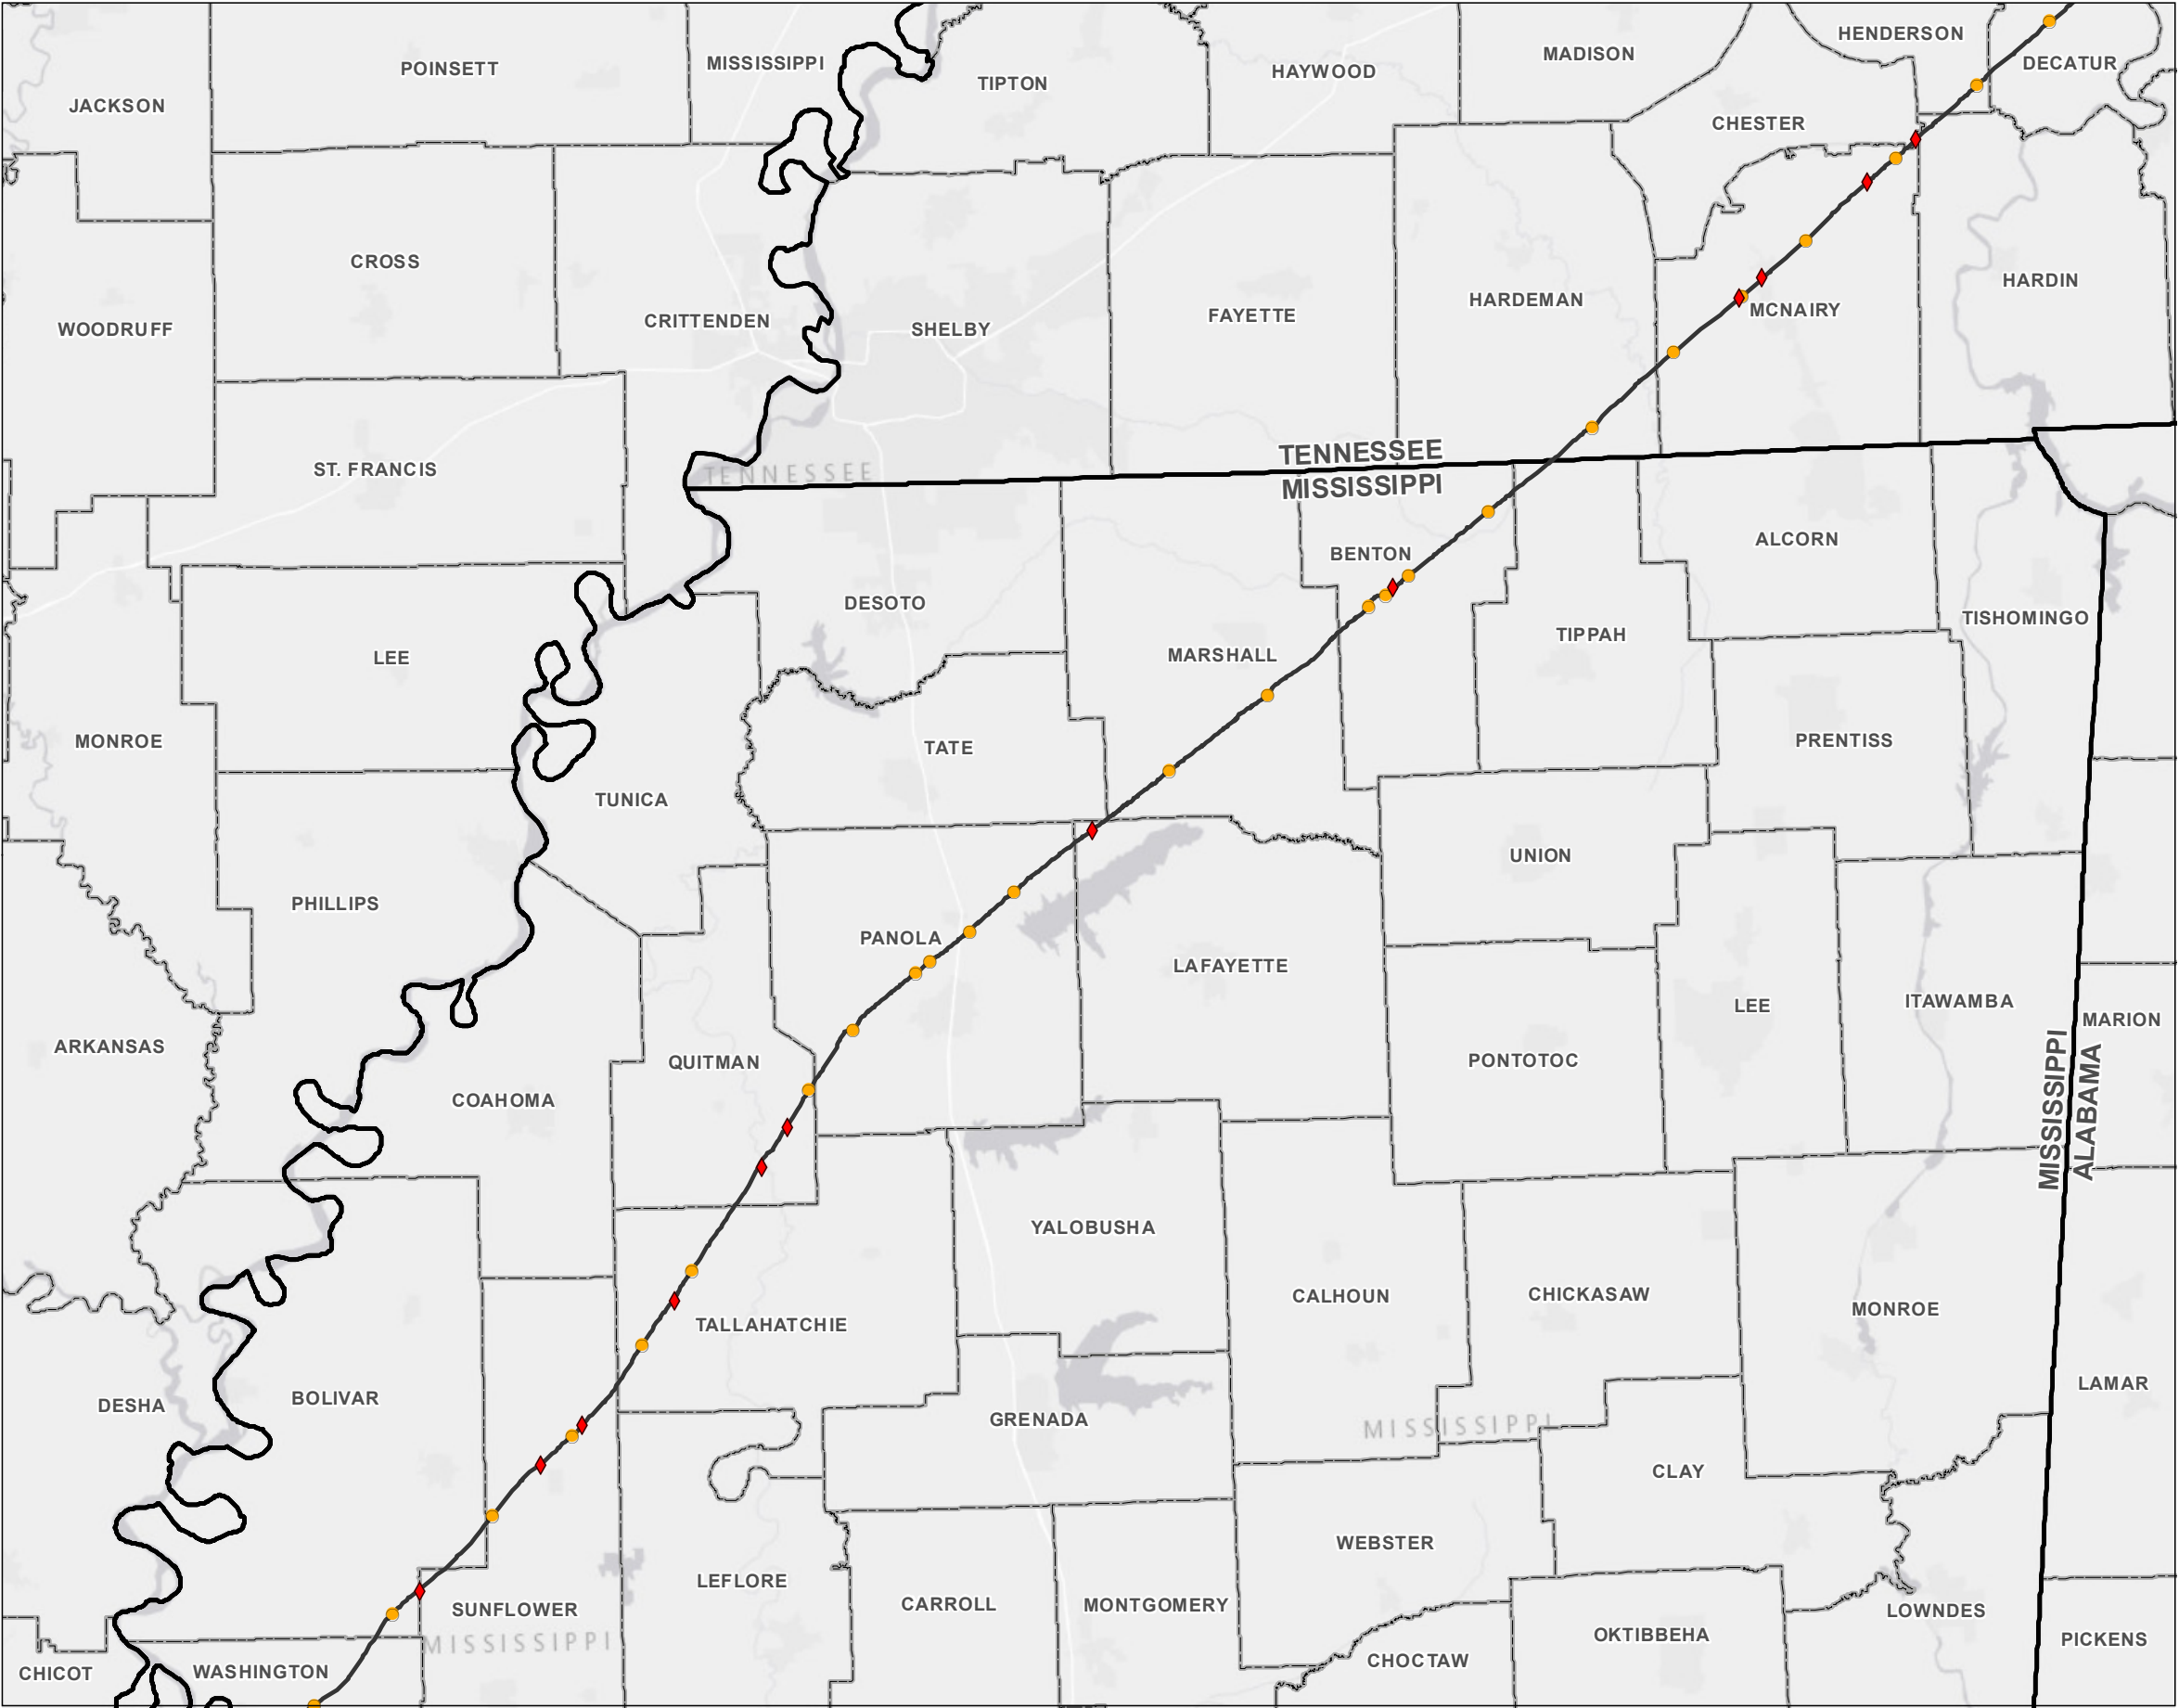 HENDERSON
MADISON
MISSISSIPPI
DECATUR
POINSETT
HAYWOOD
TIPTON
JACKSON
CHESTER
CROSS
HARDIN
HARDEMAN
MCNAIRY
FAYETTE
CRITTENDEN
SHELBY
WOODRUFF
TENNESSEE
ST. FRANCIS
TENNESSEE
MISSISSIPPI
ALCORN
BENTON
DESOTO
TISHOMINGO
TIPPAH
MARSHALL
LEE
MONROE
PRENTISS
TATE
TUNICA
UNION
PHILLIPS
PANOLA
LAFAYETTE
ITAWAMBA
LEE
MARION
ARKANSAS
PONTOTOC
QUITMAN
COAHOMA
MISSISSIPPI
ALABAMA
YALOBUSHA
CHICKASAW
CALHOUN
MONROE
TALLAHATCHIE
LAMAR
BOLIVAR
DESHA
GRENADA
MISSISSIPPI
CLAY
WEBSTER
LEFLORE
CARROLL
MONTGOMERY
SUNFLOWER
LOWNDES
OKTIBBEHA
PICKENS
MISSISSIPPI
CHOCTAW
WASHINGTON
CHICOT